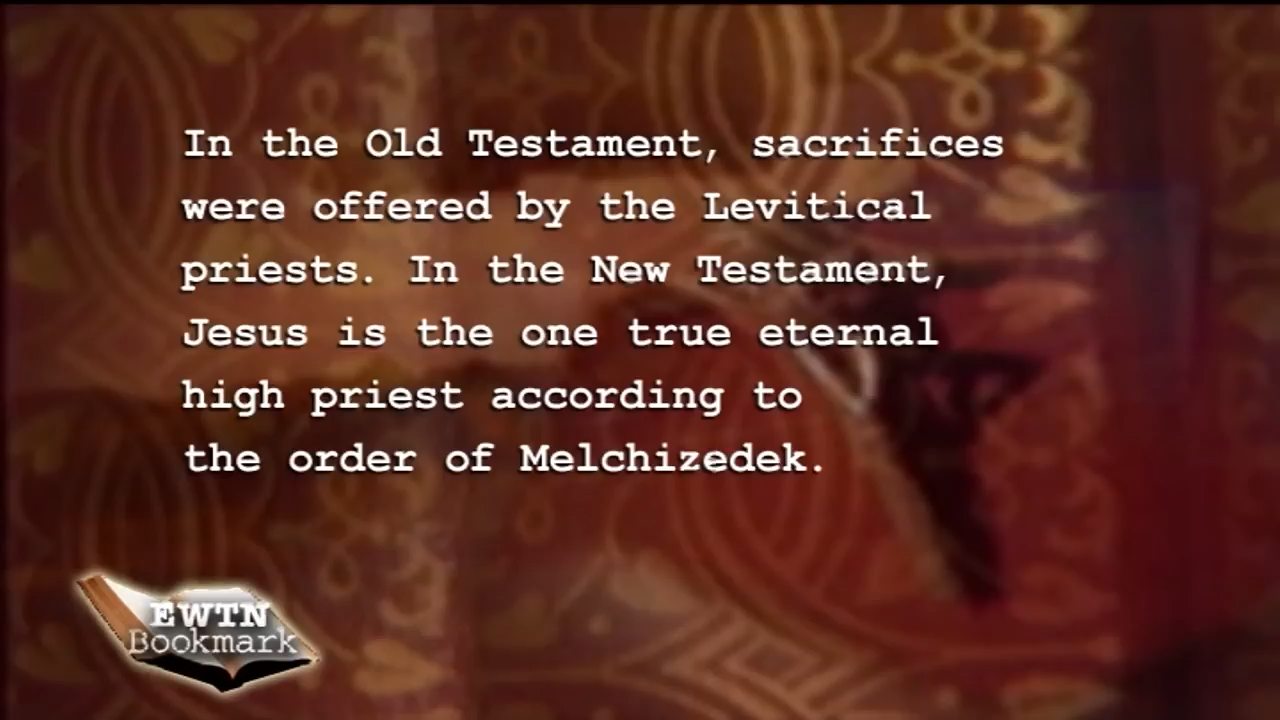 In the Old Testament, sacrifices
were offered by the Levitical
priests. In the New Testament,
Jesus is the one true eternal
high priest according to
the order of Melchizedek.
EWTN
Bookmark